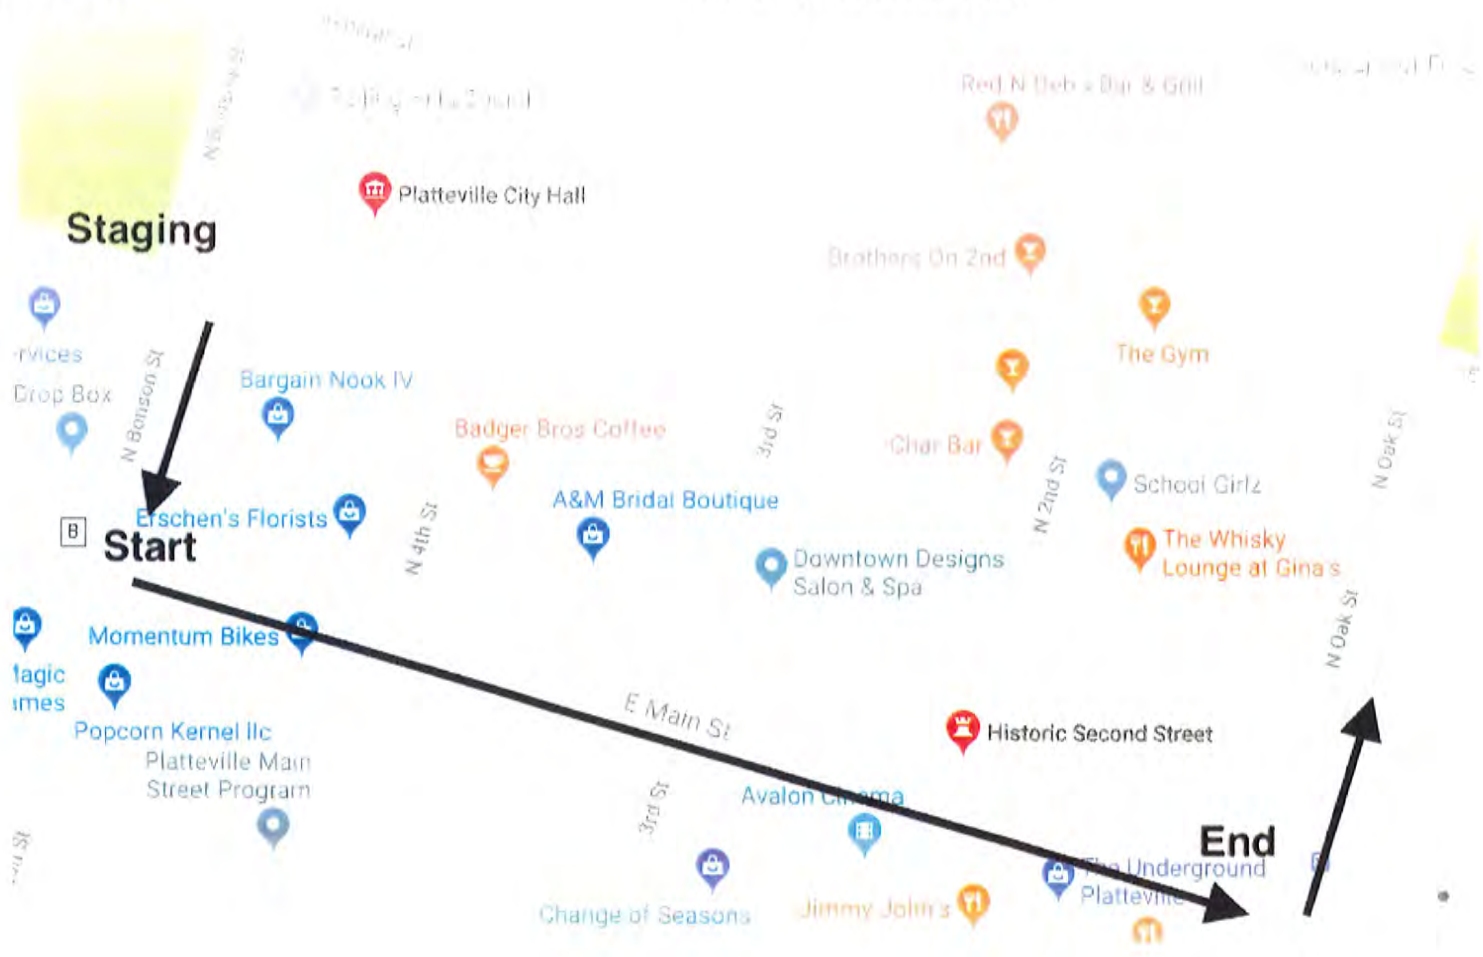 Red N Deb's Bar & Grill
Platteville City Hall
Staging
Brothers On 2nd
The Gym
rvices
Drop Box
N Bonson St
Bargain Nook IV
Badger Bros Coffee
3rd St
Char Bar
N Oak St
School Girlz
N 2nd St
A&M Bridal Boutique
Erschen's Florists
N 4th St
B
Start
The Whisky
Lounge at Gina's
Downtown Designs
Salon & Spa
N Oak St
Momentum Bikes
lagic
imes
Popcorn Kernel llc
Platteville Main
Street Program
E Main St
Historic Second Street
3rd St
Avalon Cinema
End
The Underground
Platteville
Jimmy John's
Change of Seasons